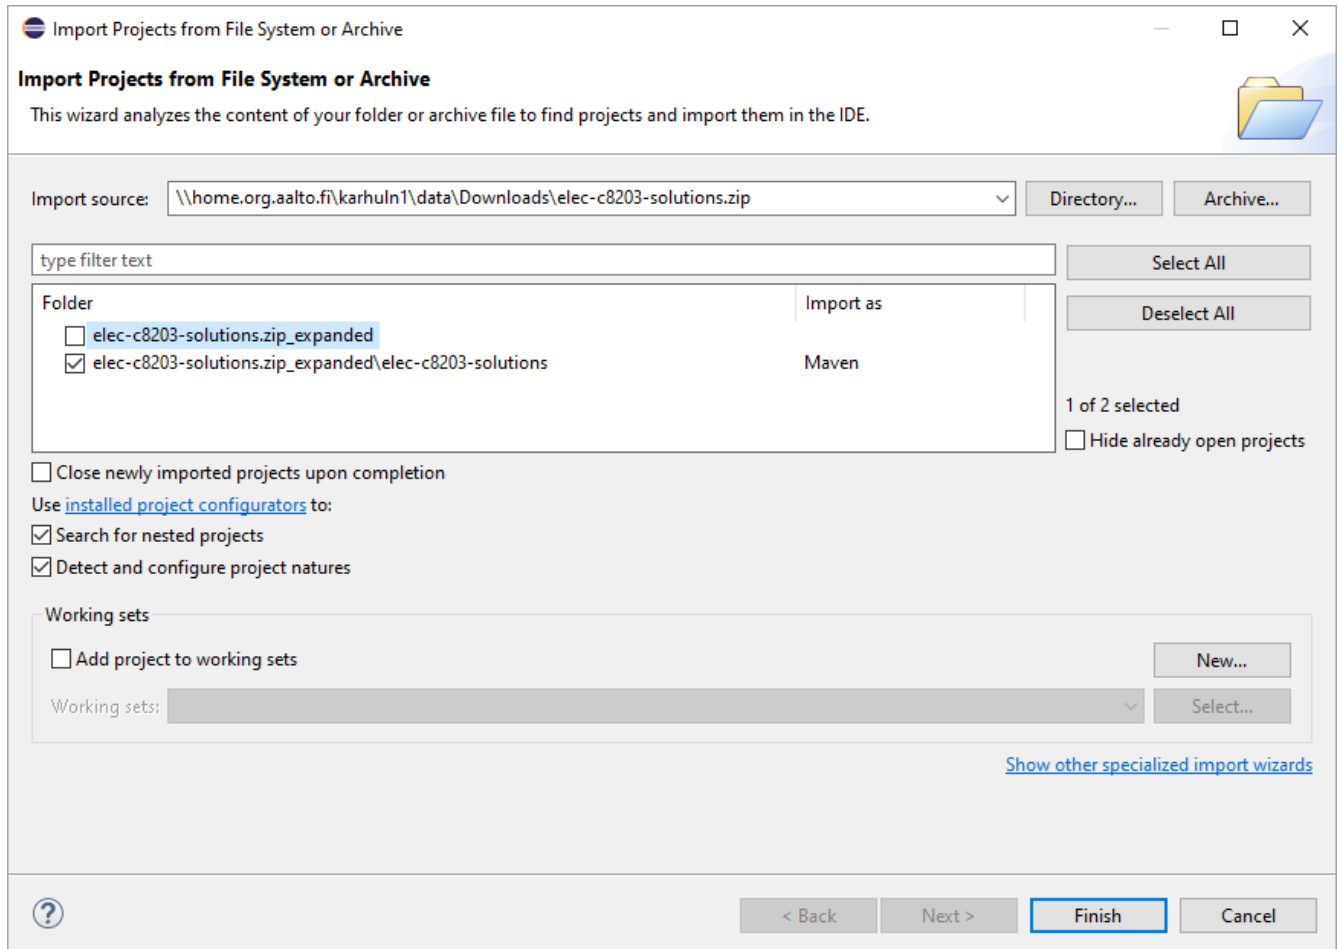 Import Projects from File System or Archive
Import Projects from File System or Archive
This wizard analyzes the content of your folder or archive file to find projects and import them in the IDE.
Import source: \\home.org.aalto.fi\karhuln1\data\Downloads\elec-c8203-solutions.zip Directory... Archive...
type filter text Select All
Folder Import as
Deselect All
elec-c8203-solutions.zip_expanded
elec-c8203-solutions.zip_expanded\elec-c8203-solutions Maven
1 of 2 selected
Hide already open projects
Close newly imported projects upon completion
Use installed project configurators to:
Search for nested projects
Detect and configure project natures
Working sets
Add project to working sets New...
Working sets: Select...
Show other specialized import wizards
? < Back Next > Finish Cancel